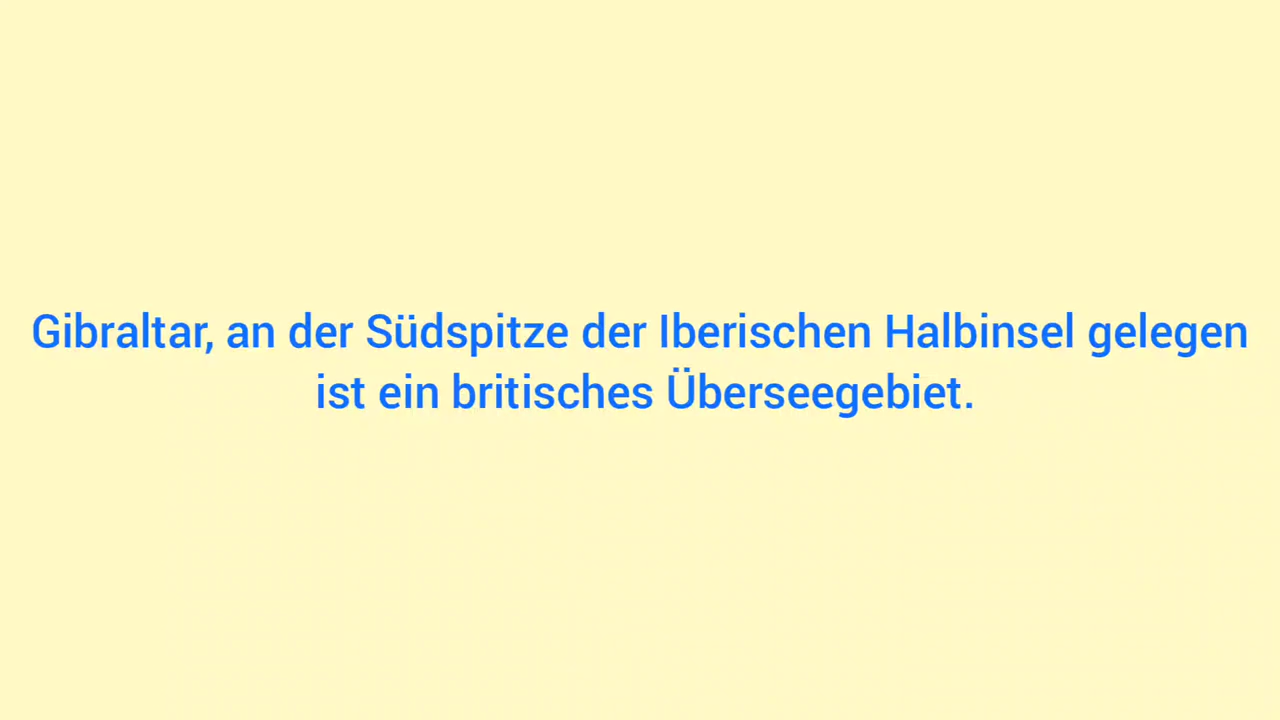 Gibraltar, an der Südspitze der Iberischen Halbinsel gelegen
ist ein britisches Überseegebiet.